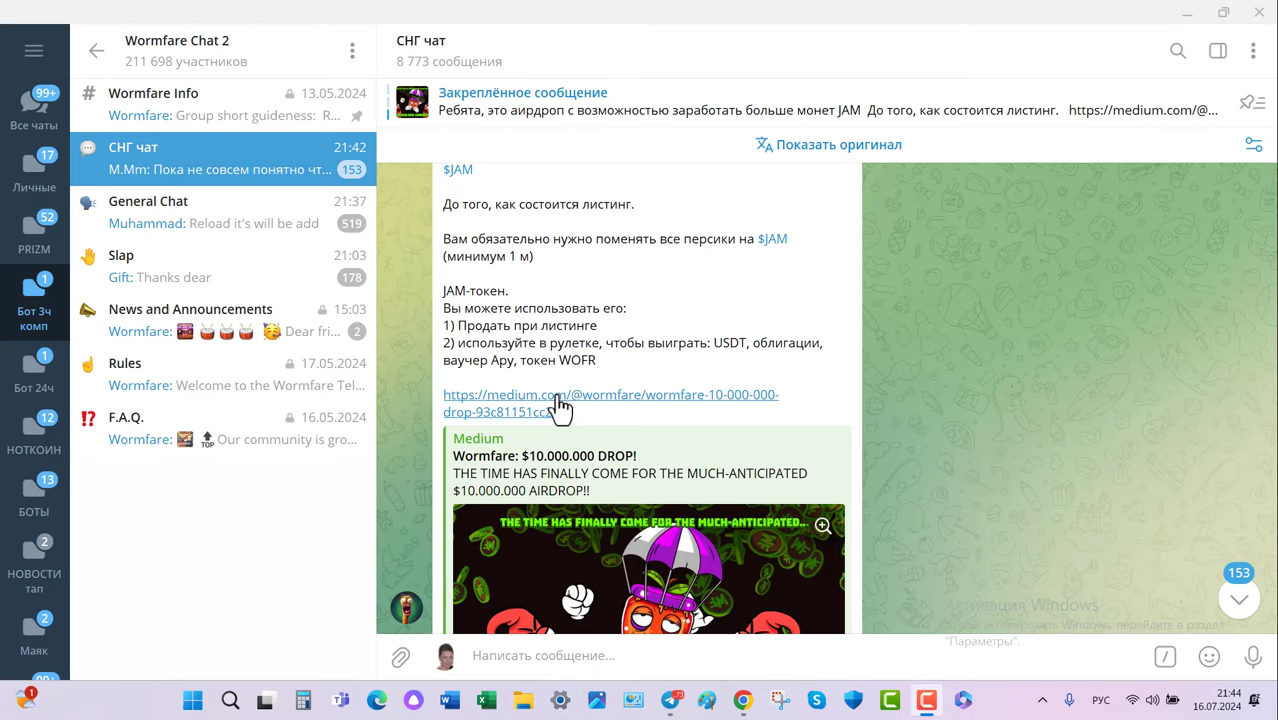 Wormfare Chat 2
211 698 участников
СНГ чат
8 773 сообщения
99+
Все чаты
17
Личные
52
PRIZM
1
Бот 3ч
комп
1
Бот 24ч
12
НОТКОИН
13
БОТЫ
2
НОВОСТИ
тап
2
Маяк
99+
Wormfare Info
13.05.2024
Wormfare: Group short guideness: R...
СНГ чат
21:42
M.Mm: Пока не совсем понятно чт...
153
General Chat
21:37
Muhammad: Reload it's will be add
519
Slap
21:03
Gift: Thanks dear
178
News and Announcements
15:03
Wormfare: 🥁 🥁 🥁 🥳 Dear fri...
2
Rules
17.05.2024
Wormfare: Welcome to the Wormfare Tel...
F.A.Q.
16.05.2024
Wormfare: 🔝 Our community is gro...
Закреплённое сообщение
Ребята, это аирдроп с возможностью заработать больше монет JAM До того, как состоится листинг. https://medium.com/@...
Показать оригинал
$JAM
До того, как состоится листинг.
Вам обязательно нужно поменять все персики на $JAM
(минимум 1 м)
JAM-токен.
Вы можете использовать его:
1) Продать при листинге
2) используйте в рулетке, чтобы выиграть: USDT, облигации,
ваучер Apy, токен WOFR
https://medium.com/@wormfare/wormfare-10-000-000-
drop-93c81151cc
Medium
Wormfare: $10.000.000 DROP!
THE TIME HAS FINALLY COME FOR THE MUCH-ANTICIPATED
$10.000.000 AIRDROP!!
THE TIME HAS FINALLY COME FOR THE MUCH-ANTICIPATED...
153
Активация Windows
активировать Windows, перейдите в раздел
"Параметры".
Написать сообщение...
1
73
РУС
21:44
16.07.2024